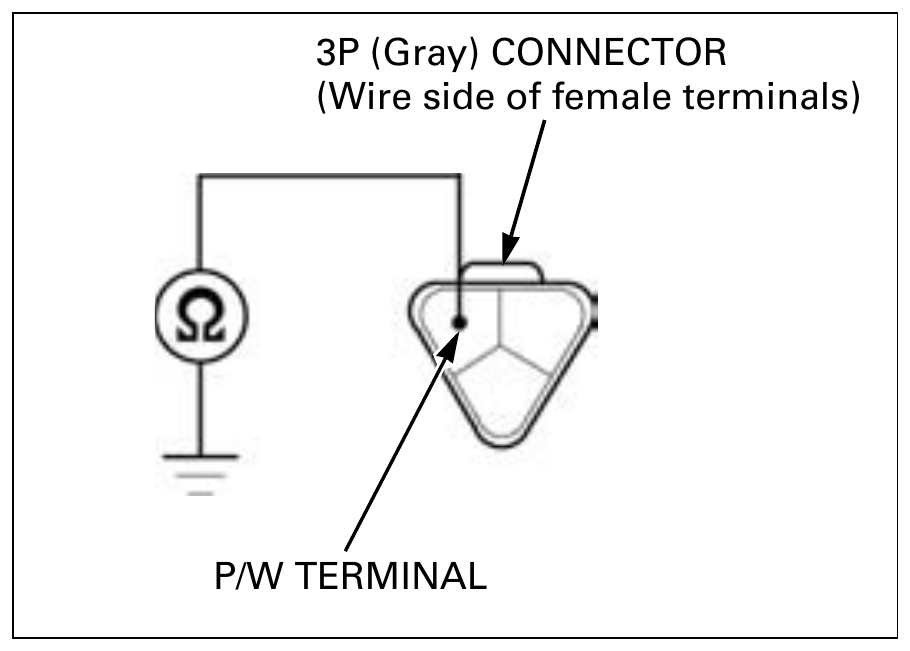 3P (Gray) CONNECTOR
(Wire side of female terminals)
Ω
P/W TERMINAL